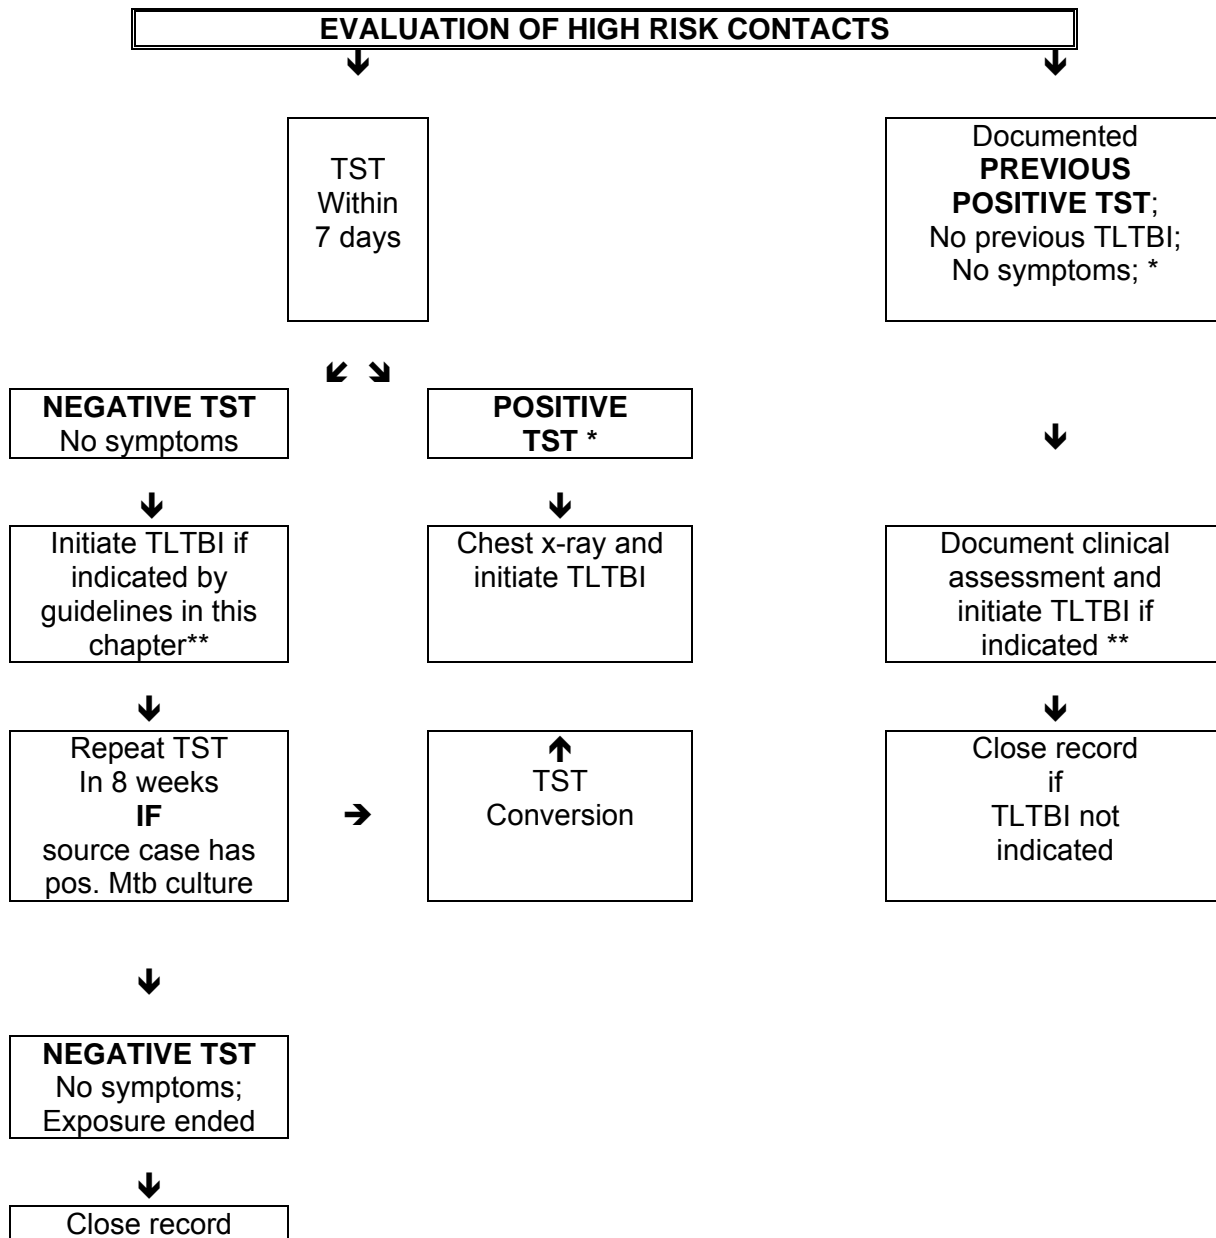 EVALUATION OF HIGH RISK CONTACTS
TST
Within
7 days
Documented
PREVIOUS
POSITIVE TST;
No previous TLTBI;
No symptoms; *
NEGATIVE TST
No symptoms
POSITIVE
TST *
Initiate TLTBI if
indicated by
guidelines in this
chapter**
Chest x-ray and
initiate TLTBI
Document clinical
assessment and
initiate TLTBI if
indicated **
Repeat TST
In 8 weeks
IF
source case has
pos. Mtb culture
TST
Conversion
Close record
if
TLTBI not
indicated
NEGATIVE TST
No symptoms;
Exposure ended
Close record